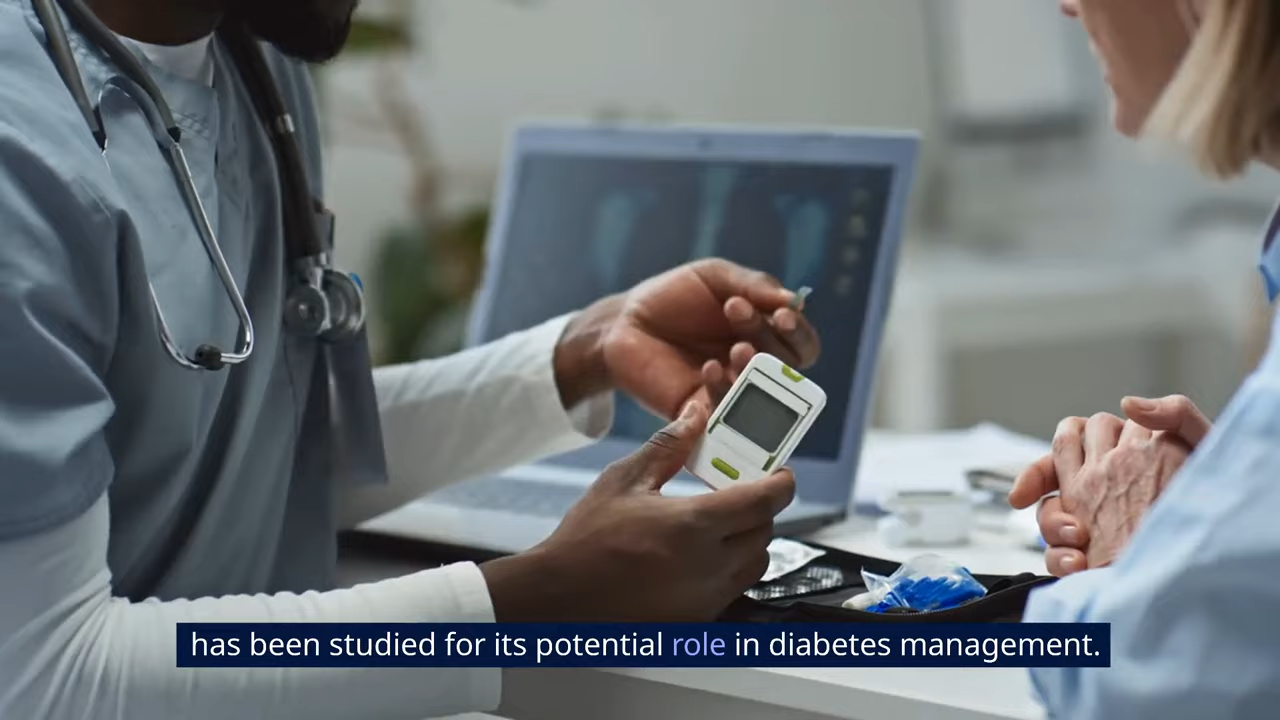 has been studied for its potential role in diabetes management.